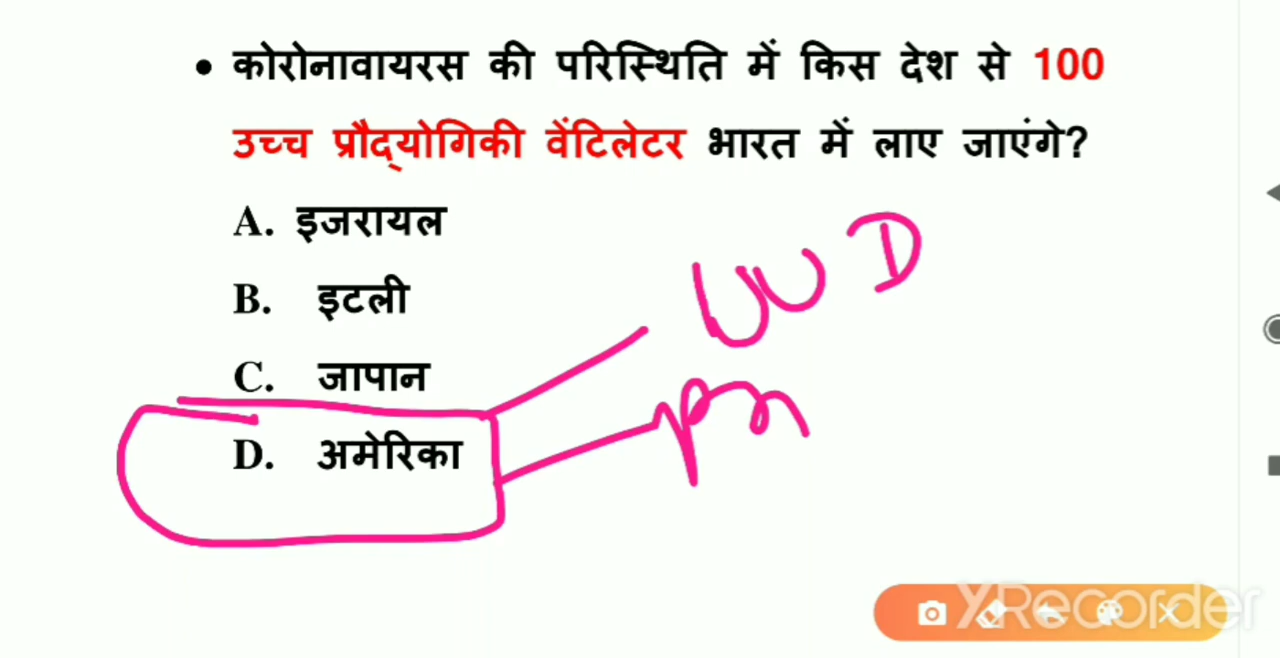 • कोरोनावायरस की परिस्थिति में किस देश से 100
उच्च प्रौद्योगिकी वेंटिलेटर भारत में लाए जाएंगे?
A. इजरायल
B. इटली
C. जापान
D. अमेरिका
XRecorder